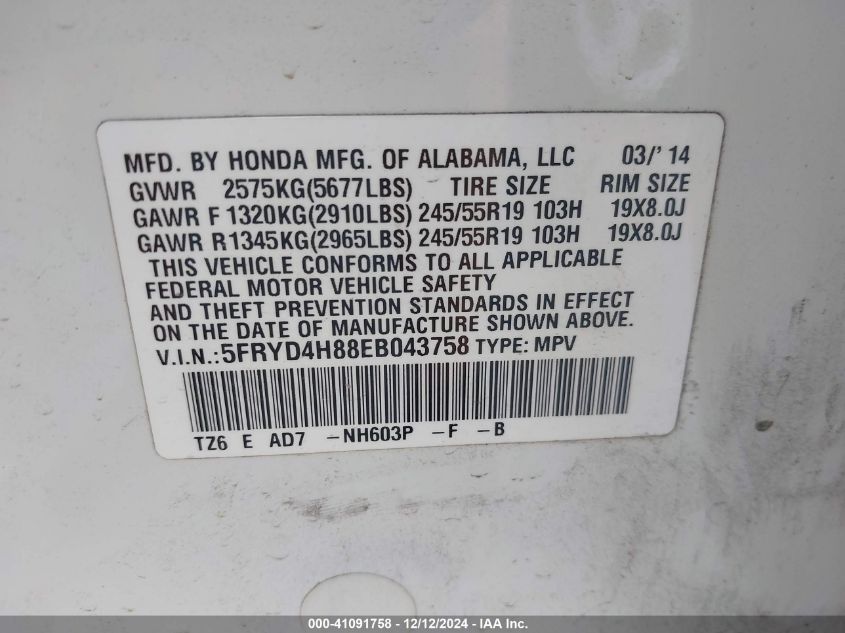 MFD. BY HONDA MFG. OF ALABAMA, LLC 03/' 14
GVWR 2575KG(5677LBS) TIRE SIZE RIM SIZE
GAWR F 1320KG(2910LBS) 245/55R19 103H 19X8.0J
GAWR R1345KG(2965LBS) 245/55R19 103H 19X8.0J
THIS VEHICLE CONFORMS TO ALL APPLICABLE
FEDERAL MOTOR VEHICLE SAFETY
AND THEFT PREVENTION STANDARDS IN EFFECT
ON THE DATE OF MANUFACTURE SHOWN ABOVE.
V.I.N.:5FRYD4H88EB043758 TYPE: MPV
TZ6 E AD7 -NH603P -F -B
000-41091758 - 12/12/2024 - IAA Inc.